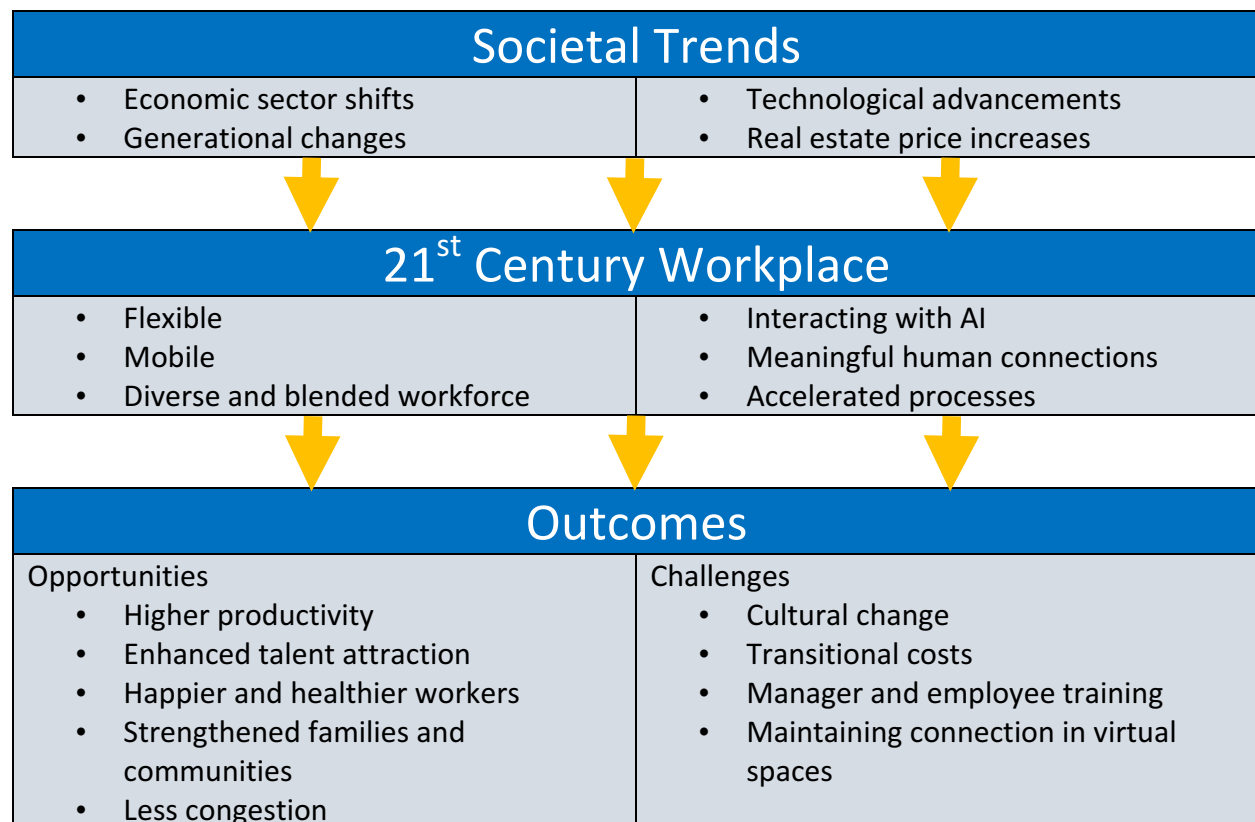 Societal Trends
• Economic sector shifts
• Generational changes
• Technological advancements
• Real estate price increases
21st Century Workplace
• Flexible
• Mobile
• Diverse and blended workforce
• Interacting with AI
• Meaningful human connections
• Accelerated processes
Outcomes
Opportunities
• Higher productivity
• Enhanced talent attraction
• Happier and healthier workers
• Strengthened families and
communities
• Less congestion
Challenges
• Cultural change
• Transitional costs
• Manager and employee training
• Maintaining connection in virtual
spaces